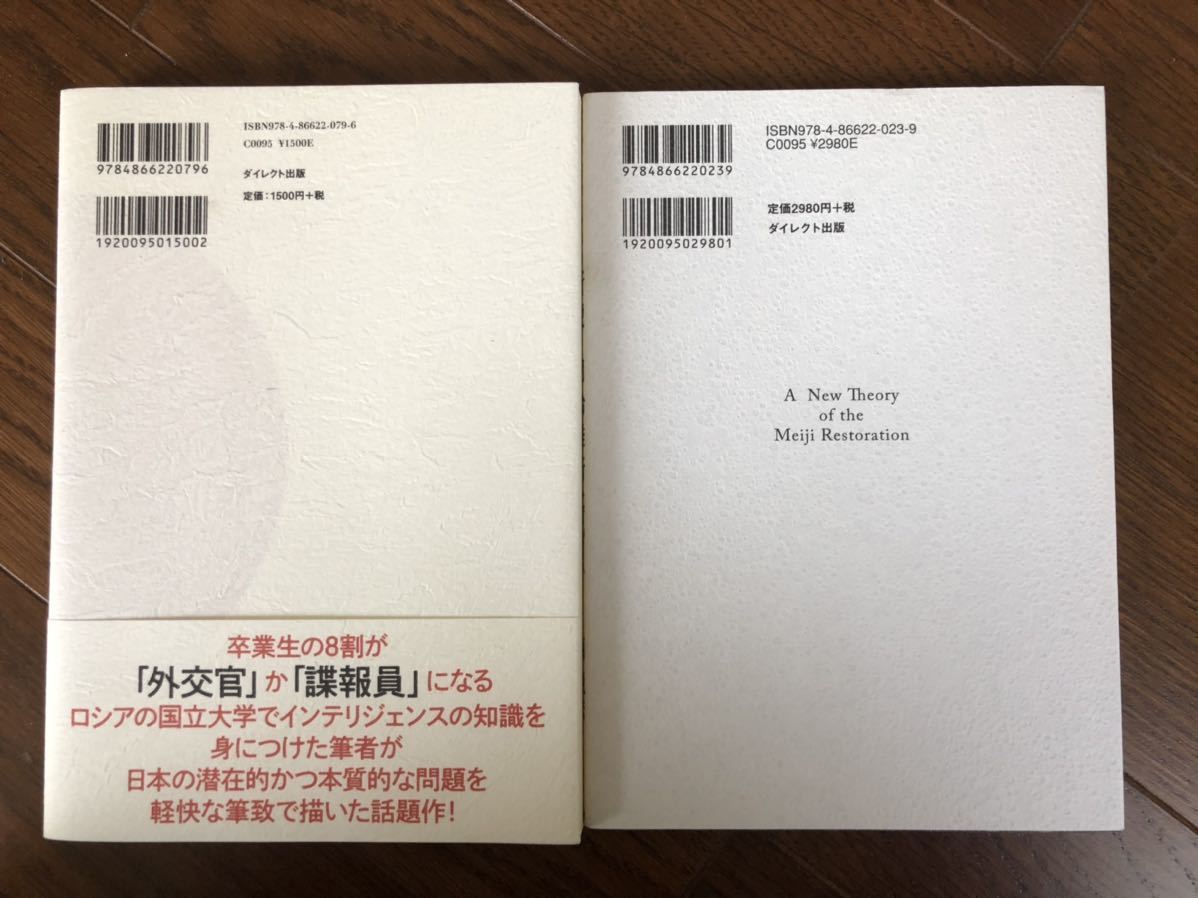 ISBN978-4-86622-079-6
C0095 ¥1500E
9784866220796
ダイレクト出版
定価：1500円＋税
1920095015002
卒業生の8割が
「外交官」か「諜報員」になる
ロシアの国立大学でインテリジェンスの知識を
身につけた筆者が
日本の潜在的かつ本質的な問題を
軽快な筆致で描いた話題作！
ISBN978-4-86622-023-9
C0095 ¥2980E
9784866220239
定価2980円＋税
ダイレクト出版
1920095029801
A New Theory
of the
Meiji Restoration